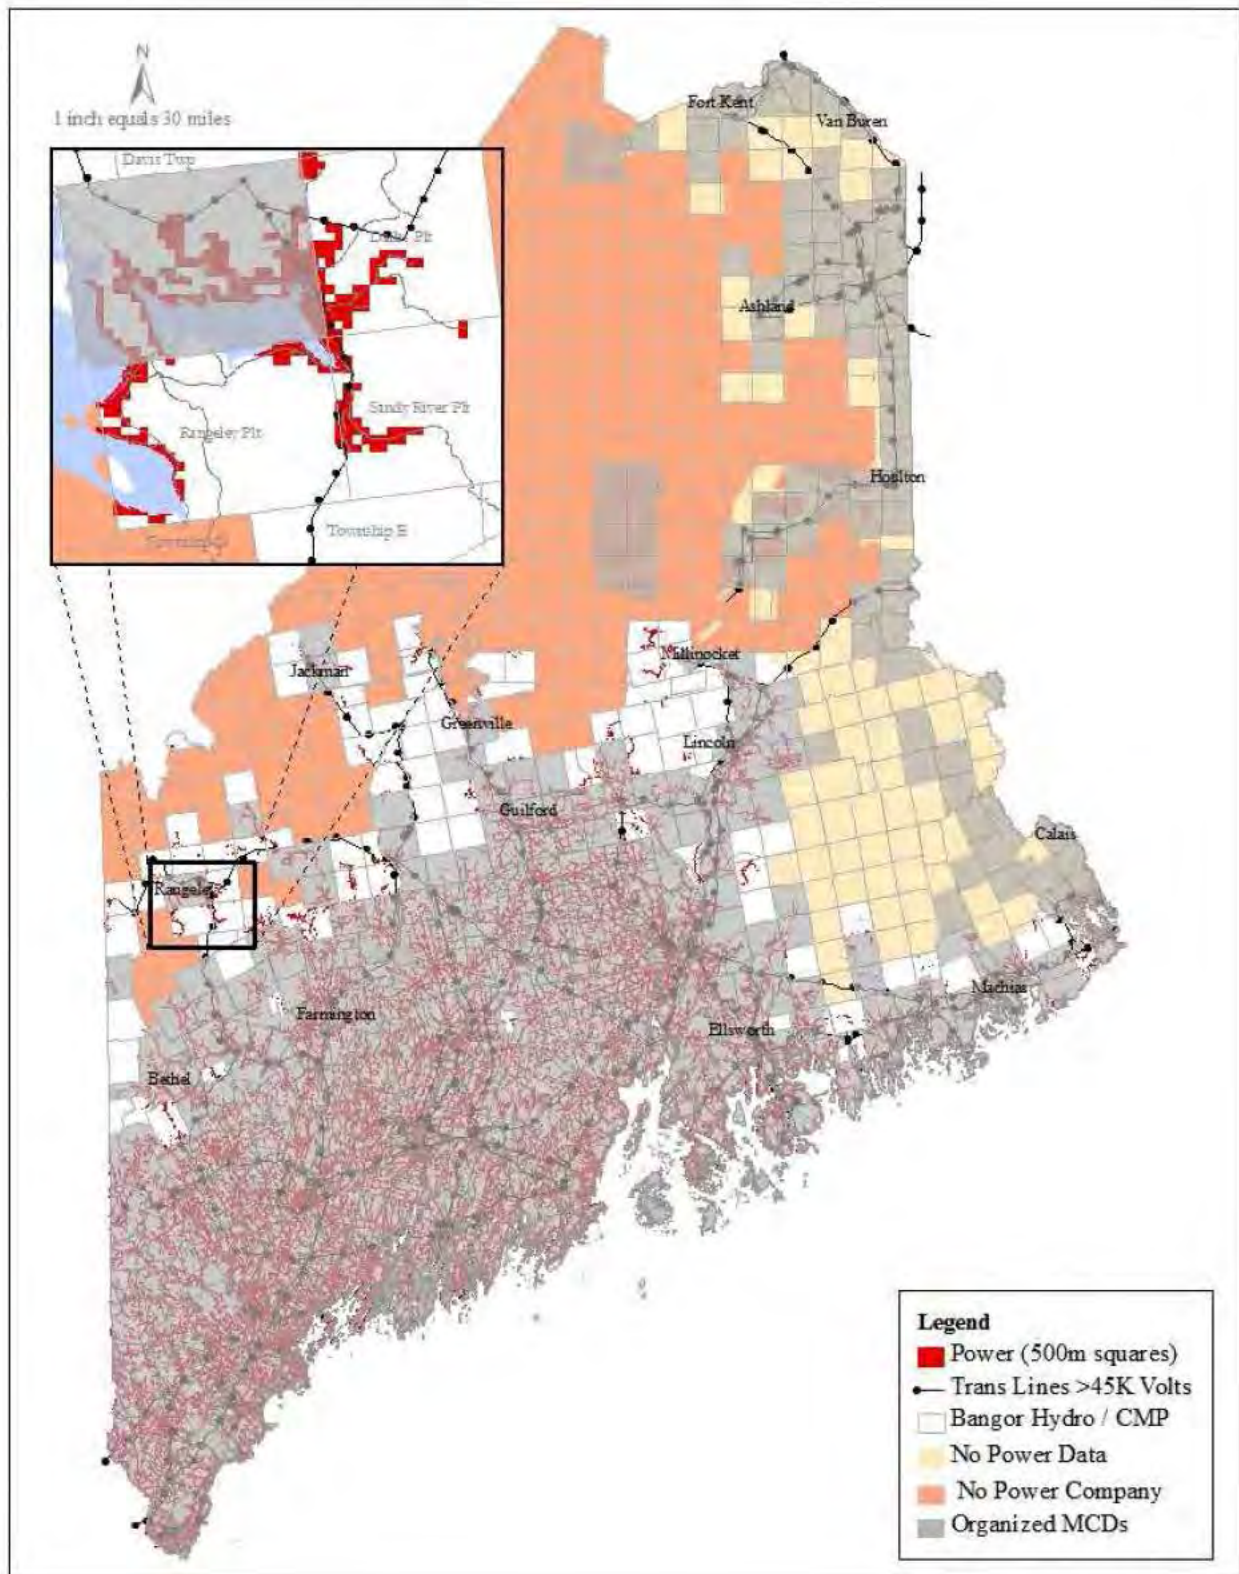 N
1 inch equals 30 miles
Davis Twp
Dallas Plt
Sandy River Plt
Rangeley Plt
Township E
Fort Kent
Van Buren
Ashland
Houlton
Jackman
Millinocket
Greenville
Lincoln
Guilford
Calais
Rangeley
Machias
Farmington
Ellsworth
Bethel
Legend
Power (500m squares)
Trans Lines >45K Volts
Bangor Hydro / CMP
No Power Data
No Power Company
Organized MCDs